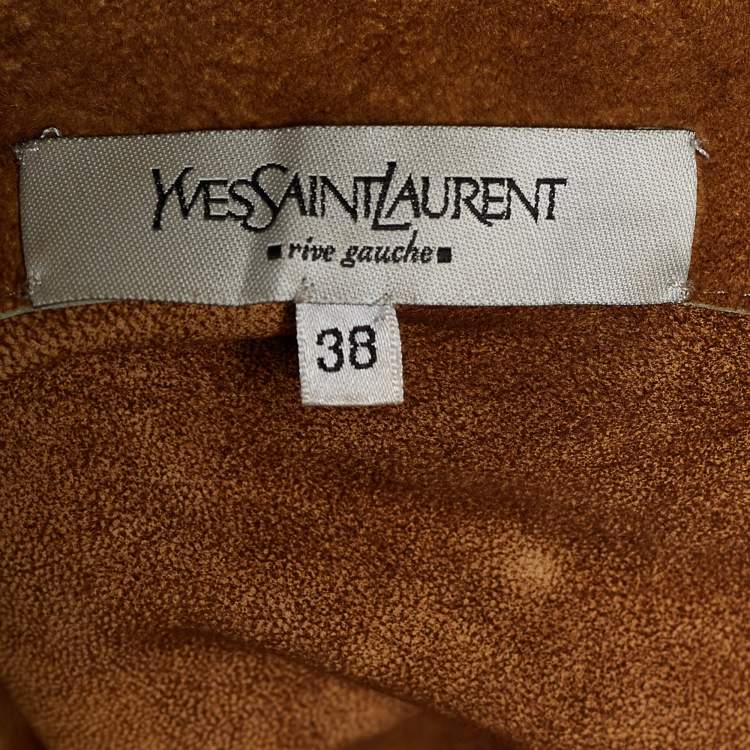 YVESSAINTLAURENT
rive gauche
38